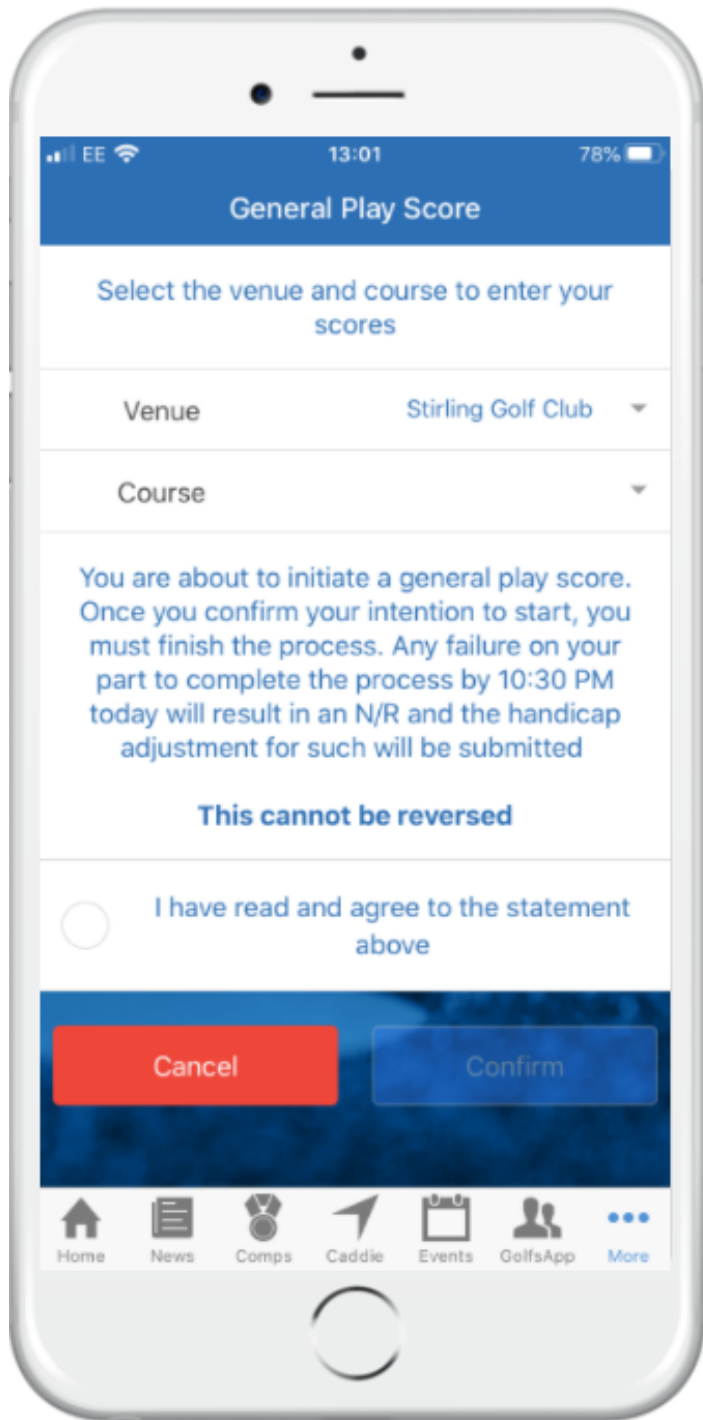 EE 13:01 78%
General Play Score
Select the venue and course to enter your
scores
Venue Stirling Golf Club
Course
You are about to initiate a general play score.
Once you confirm your intention to start, you
must finish the process. Any failure on your
part to complete the process by 10:30 PM
today will result in an N/R and the handicap
adjustment for such will be submitted
This cannot be reversed
I have read and agree to the statement
above
Cancel Confirm
Home News Comps Caddie Events GolfsApp More